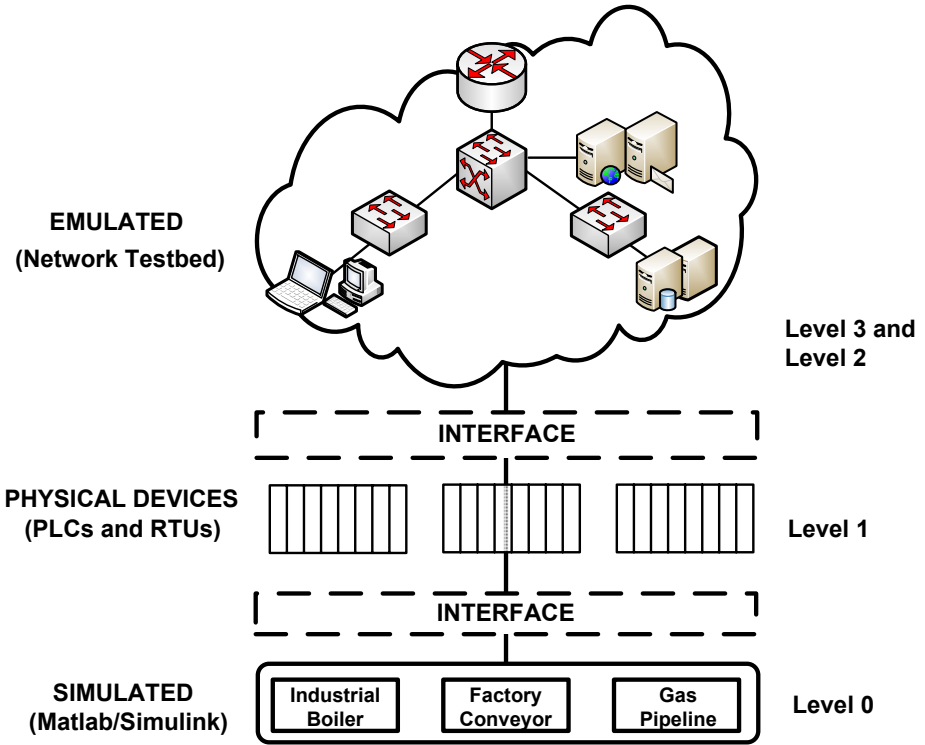 EMULATED
(Network Testbed)
Level 3 and
Level 2
INTERFACE
PHYSICAL DEVICES
(PLCs and RTUs)
Level 1
INTERFACE
SIMULATED
(Matlab/Simulink)
Industrial
Boiler
Factory
Conveyor
Gas
Pipeline
Level 0